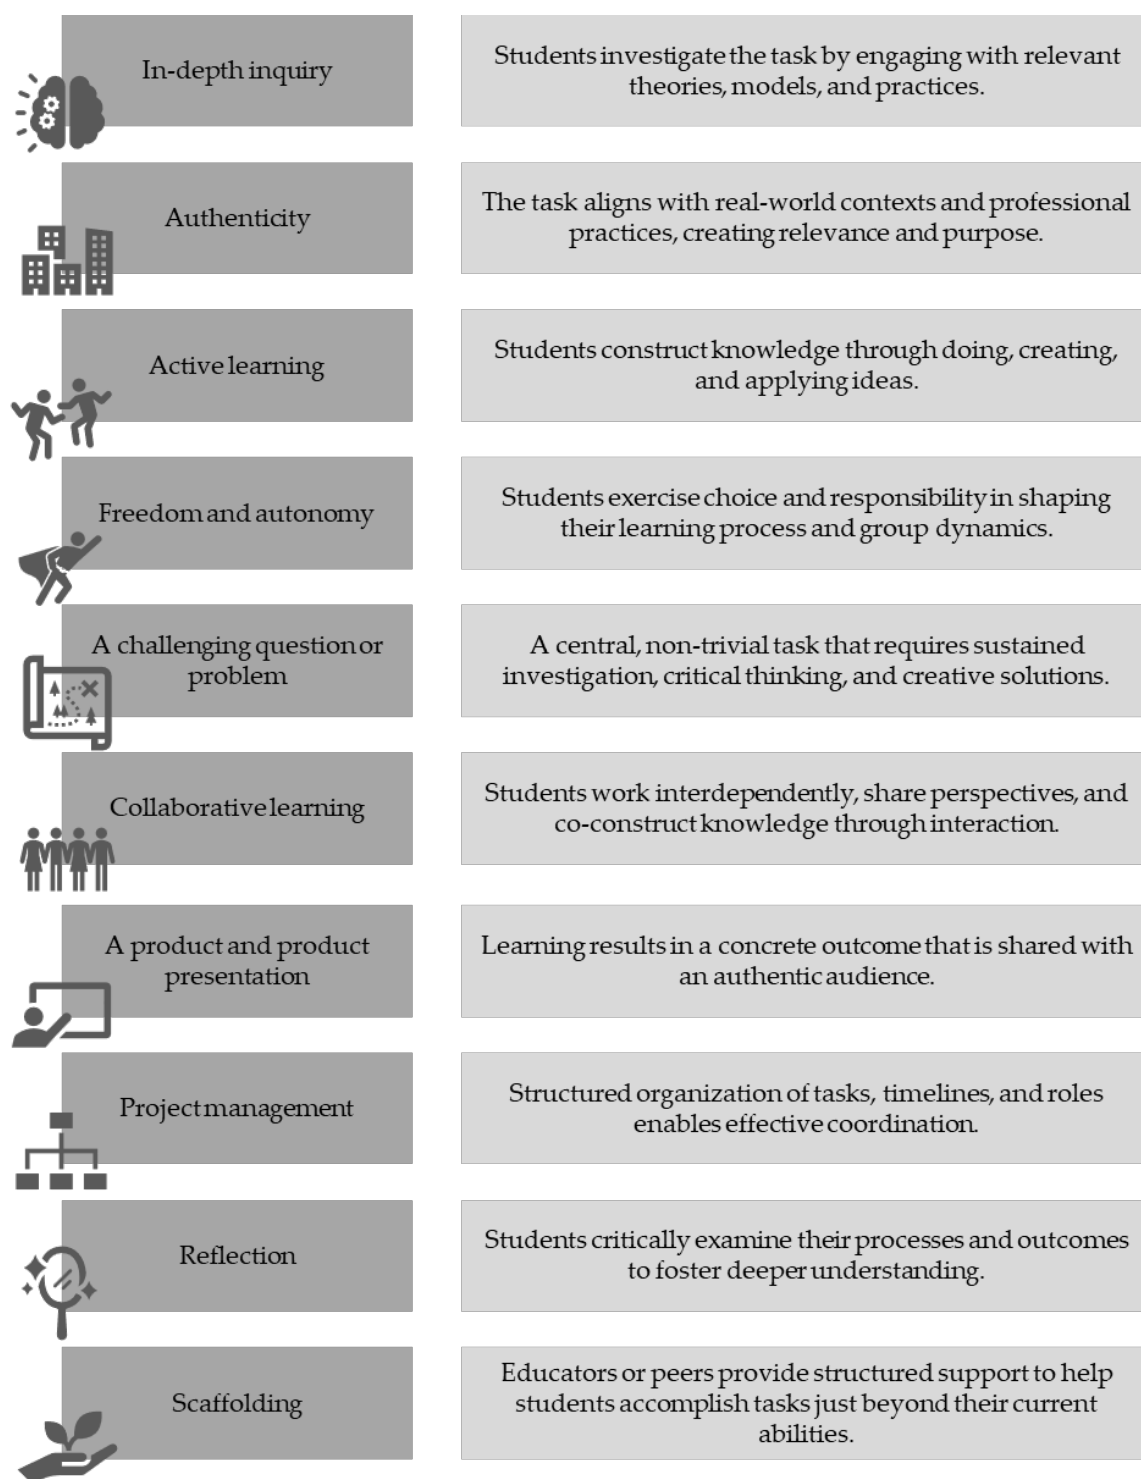 In-depth inquiry
Students investigate the task by engaging with relevant
theories, models, and practices.
Authenticity
The task aligns with real-world contexts and professional
practices, creating relevance and purpose.
Active learning
Students construct knowledge through doing, creating,
and applying ideas.
Freedom and autonomy
Students exercise choice and responsibility in shaping
their learning process and group dynamics.
A challenging question or
problem
A central, non-trivial task that requires sustained
investigation, critical thinking, and creative solutions.
Collaborative learning
Students work interdependently, share perspectives, and
co-construct knowledge through interaction.
A product and product
presentation
Learning results in a concrete outcome that is shared with
an authentic audience.
Project management
Structured organization of tasks, timelines, and roles
enables effective coordination.
Reflection
Students critically examine their processes and outcomes
to foster deeper understanding.
Scaffolding
Educators or peers provide structured support to help
students accomplish tasks just beyond their current
abilities.